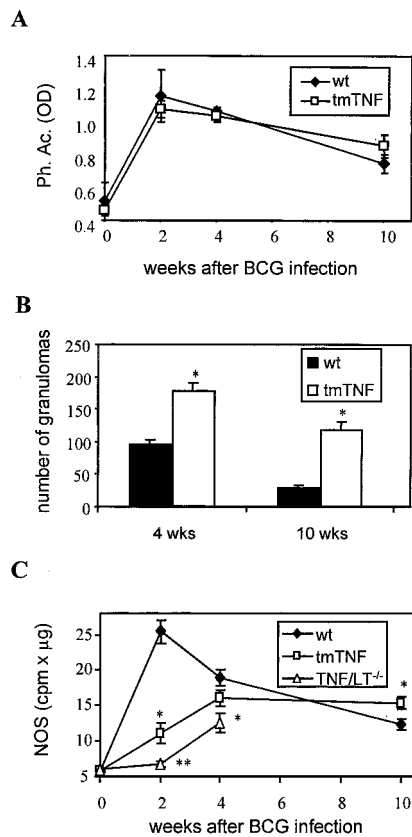 A
Ph. Ac. (OD)
1.4
1.2
1.0
0.8
0.6
0.4
wt
tmTNF
0 2 4 6 8 10
weeks after BCG infection
B
number of granulomas
250
200
150
100
50
0
wt
tmTNF
*
*
4 wks 10 wks
C
NOS (cpm x μg)
25
20
15
10
5
wt
tmTNF
TNF/LT-/-
*
**
*
*
0 2 4 6 8 10
weeks after BCG infection